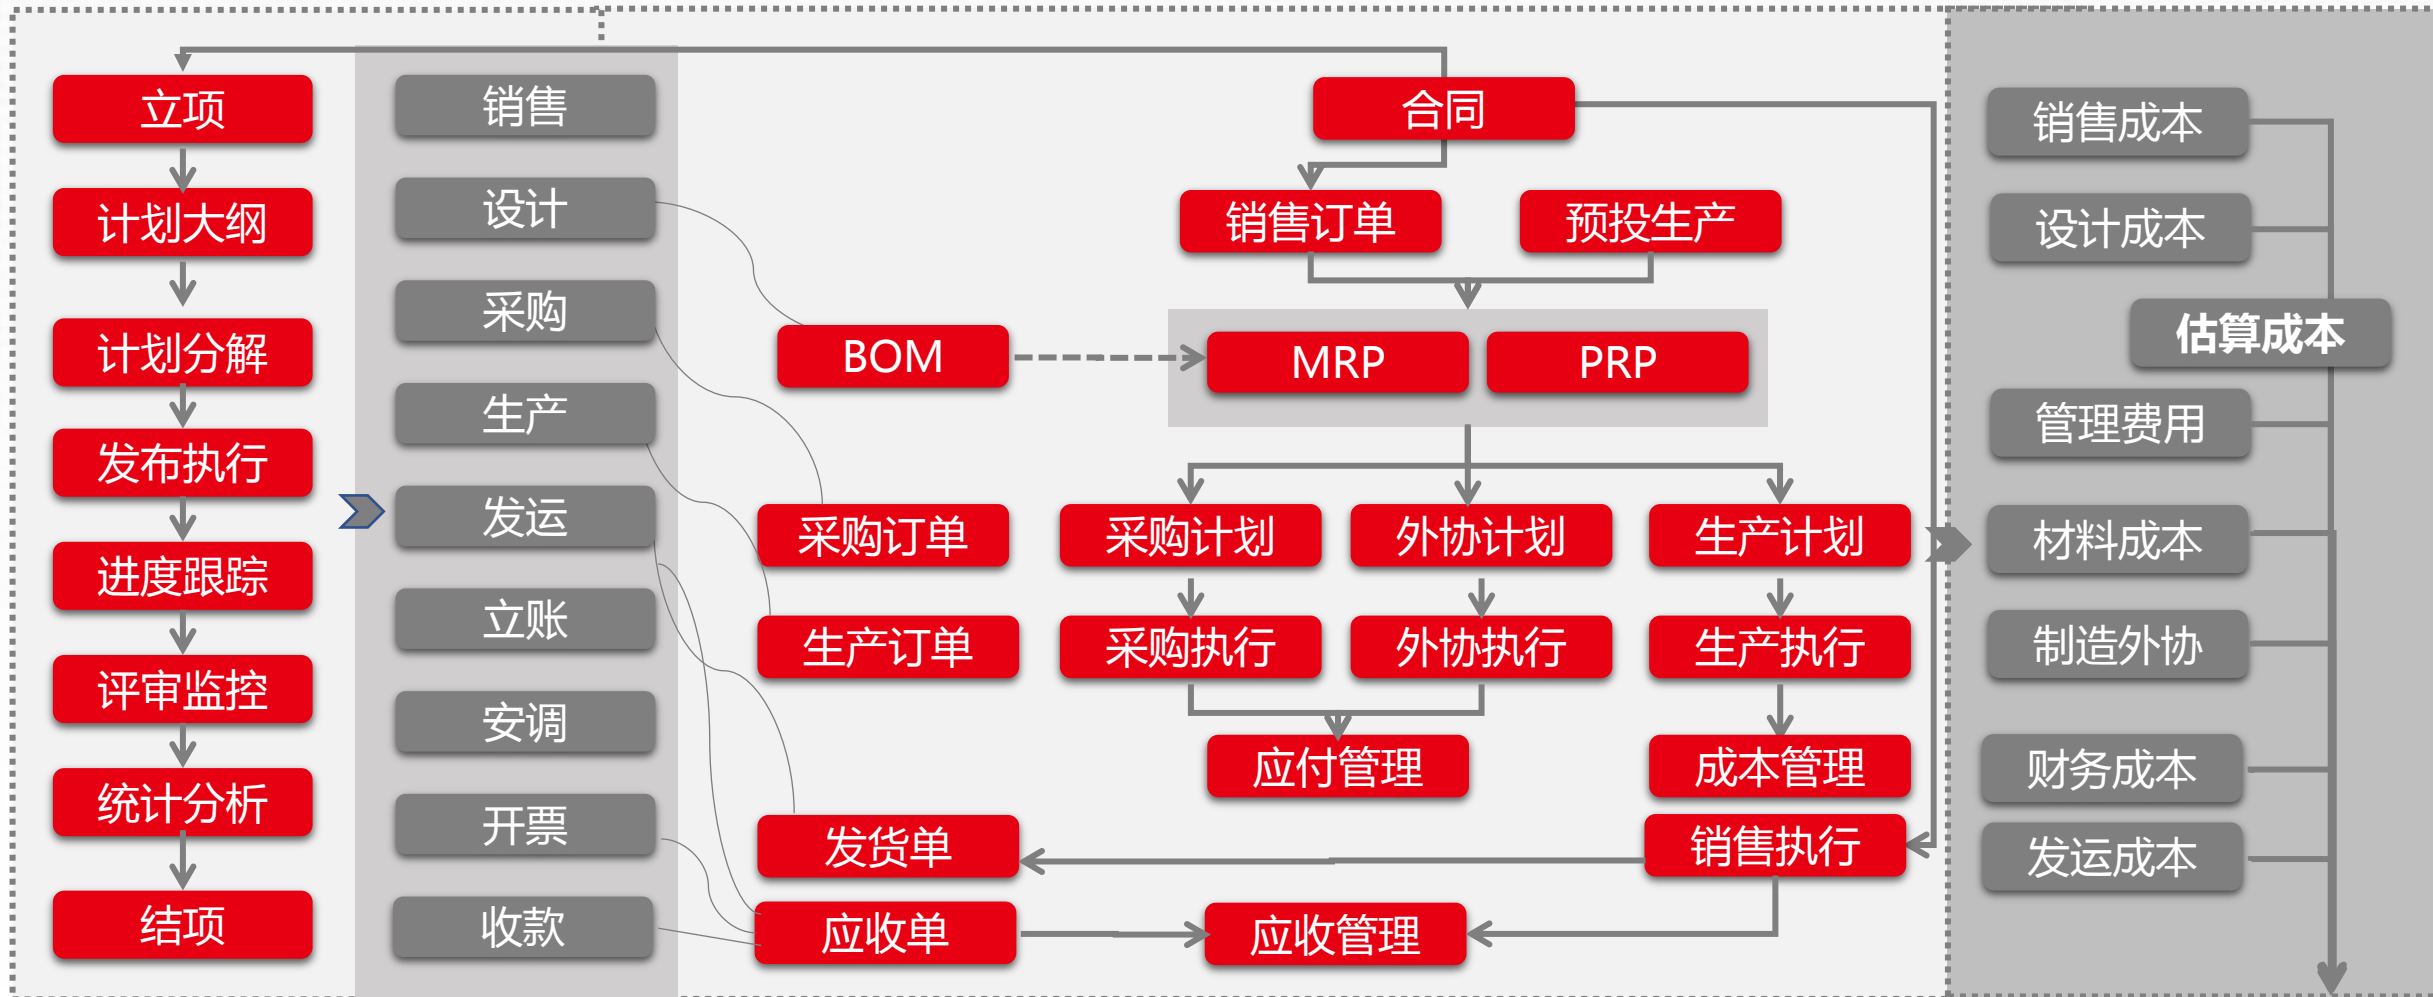 立项
计划大纲
计划分解
发布执行
进度跟踪
评审监控
统计分析
结项
销售
设计
采购
生产
发运
立账
安调
开票
收款
合同
销售订单
预投生产
BOM
MRP
PRP
采购订单
采购计划
外协计划
生产计划
生产订单
采购执行
外协执行
生产执行
应付管理
成本管理
发货单
销售执行
应收单
应收管理
销售成本
设计成本
估算成本
管理费用
材料成本
制造外协
财务成本
发运成本